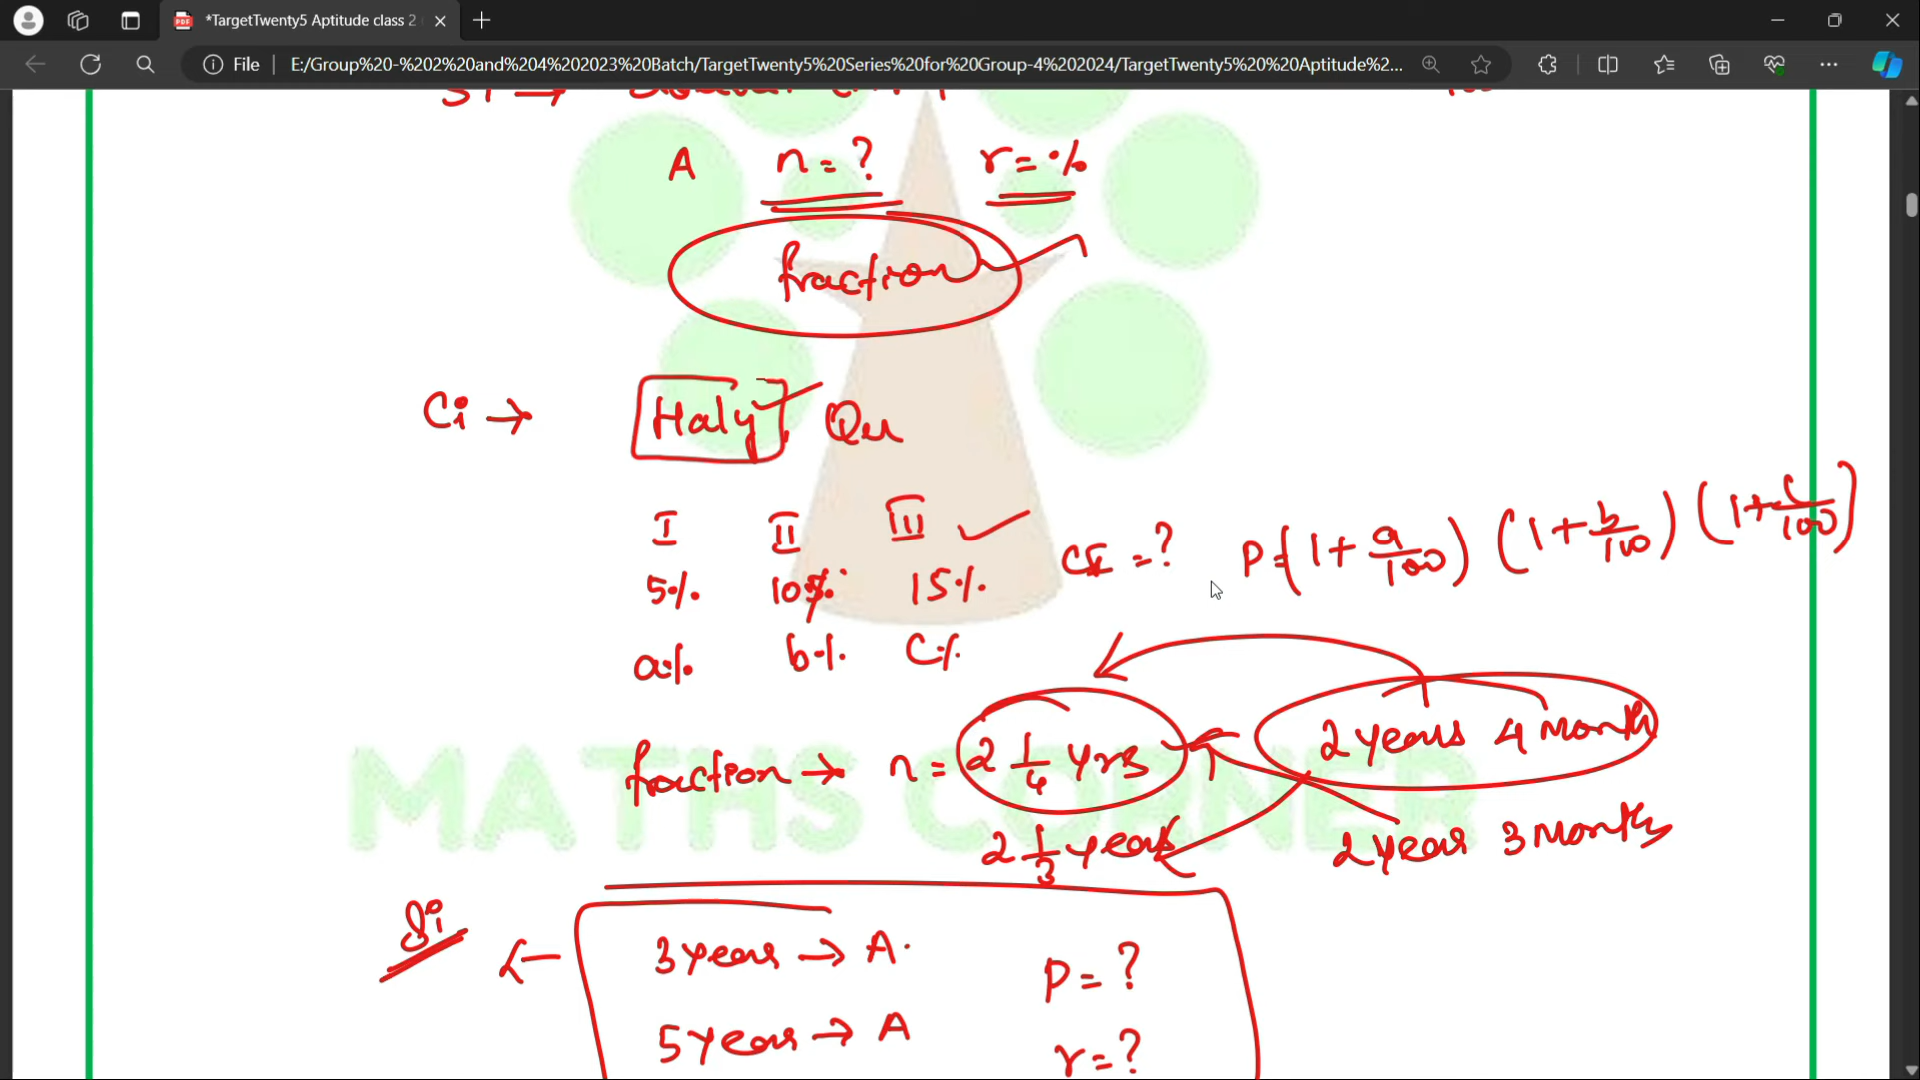 *TargetTwenty5 Aptitude class 2
File E:/Group%20-%202%20and%204%202023%20Batch/TargetTwenty5%20Series%20for%20Group-4%202024/TargetTwenty5%20%20Aptitude%2...
A n = ? r = %
fraction
Ci → Haly Qu
I II III
5% 10% 15% CI = ? P = (1 + a/100) (1 + b/100) (1 + c/100)
a% b% C%
fraction → n = 2 1/4 yrs 2 years 4 month
2 1/3 years 2 year 3 months
MATHS CORNER
Si ← 3 years → A. P = ?
5 years → A r = ?